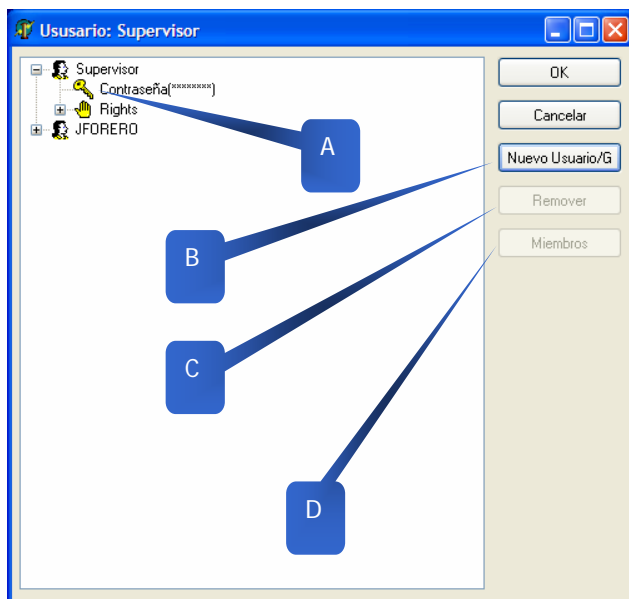 Ususario: Supervisor
Supervisor
Contraseña(********)
Rights
JFORERO
OK
Cancelar
Nuevo Usuario/G
Remover
Miembros
A
B
C
D